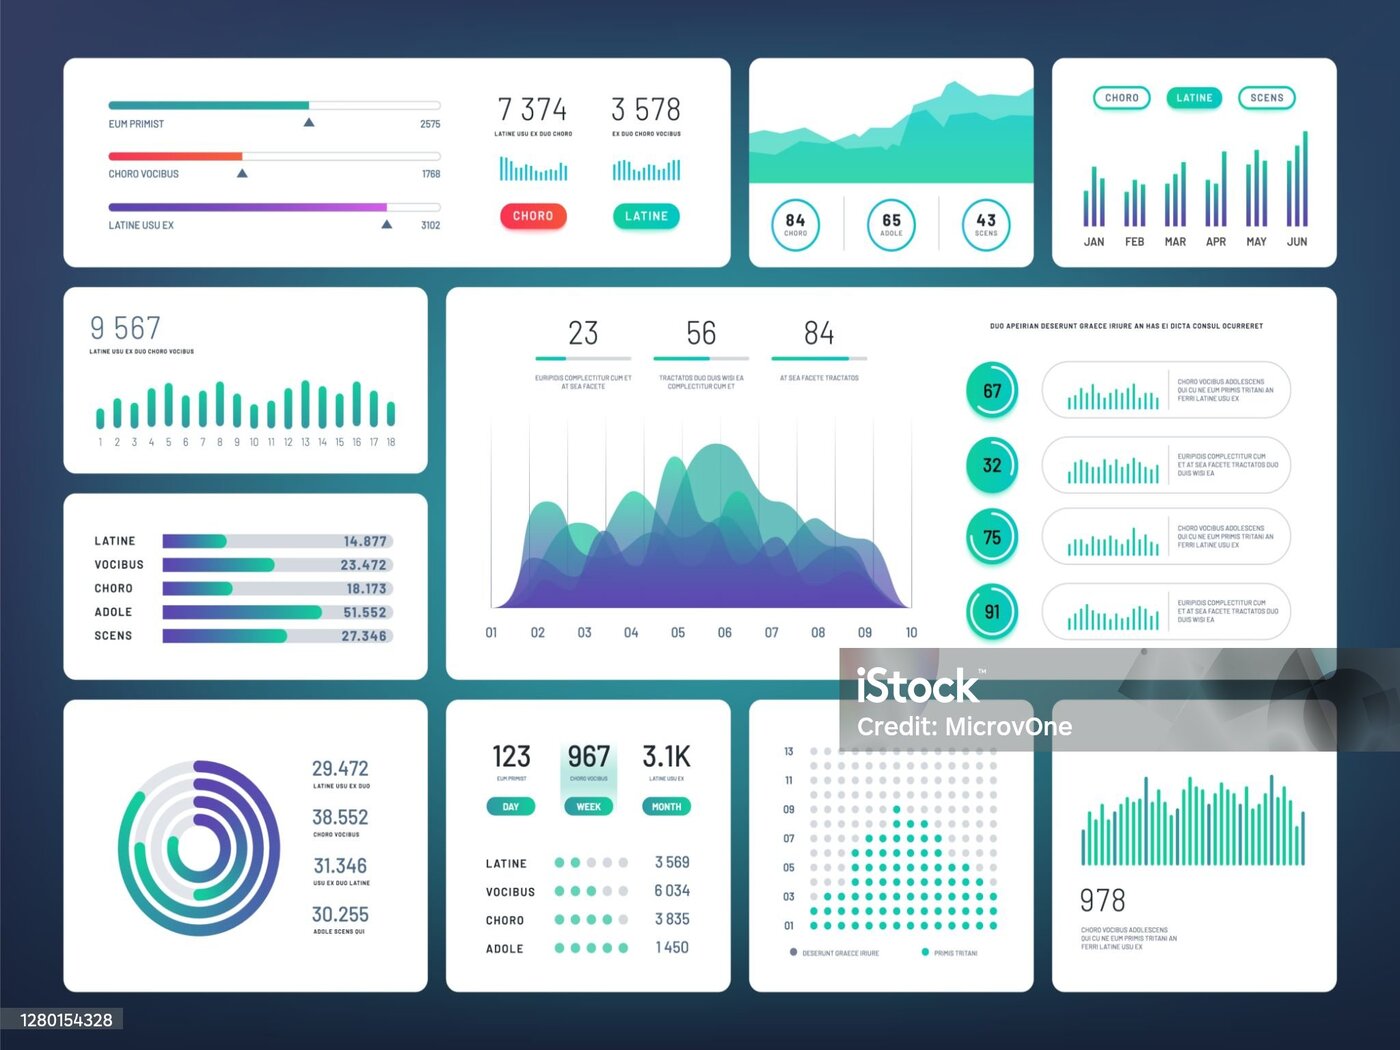 EUM PRIMIST
2575
CHORO VOCIBUS
1768
LATINE USU EX
3102
7 374
LATINE USU EX DUO CHORO
CHORO
3 578
EX DUO CHORO VOCIBUS
LATINE
84
CHORO
65
ADOLE
43
SCENS
CHORO LATINE SCENS
JAN FEB MAR APR MAY JUN
9 567
LATINE USU EX DUO CHORO VOCIBUS
1 2 3 4 5 6 7 8 9 10 11 12 13 14 15 16 17 18
LATINE 14.877
VOCIBUS 23.472
CHORO 18.173
ADOLE 51.552
SCENS 27.346
23
EURIPIDIS COMPLECTITUR CUM ET
AT SEA FACETE
56
TRACTATOS DUO DUIS WISI EA
COMPLECTITUR CUM ET
84
AT SEA FACETE TRACTATOS
01 02 03 04 05 06 07 08 09 10
DUO APEIRIAN DESERUNT GRAECE IRIURE AN HAS EI DICTA CONSUL OCURRERET
67
CHORO VOCIBUS ADOLESCENS
QUI CU NE EUM PRIMIS TRITANI AN
FERRI LATINE USU EX
32
EURIPIDIS COMPLECTITUR CUM
ET AT SEA FACETE TRACTATOS DUO
DUIS WISI EA
75
CHORO VOCIBUS ADOLESCENS
QUI CU NE EUM PRIMIS TRITANI AN
FERRI LATINE USU EX
91
EURIPIDIS COMPLECTITUR CUM
ET AT SEA FACETE TRACTATOS DUO
DUIS WISI EA
iStock™
Credit: MicrovOne
29.472
LATINE USU EX DUO
38.552
CHORO VOCIBUS
31.346
USU EX DUO LATINE
30.255
ADOLE SCENS QUI
123
EUM PRIMIST
DAY
967
CHORO VOCIBUS
WEEK
3.1K
LATINE USU EX
MONTH
LATINE 3 569
VOCIBUS 6 034
CHORO 3 835
ADOLE 1 450
13
11
09
07
05
03
01
DESERUNT GRAECE IRIURE
PRIMIS TRITANI
978
CHORO VOCIBUS ADOLESCENS
QUI CU NE EUM PRIMIS TRITANI AN
FERRI LATINE USU EX
1280154328